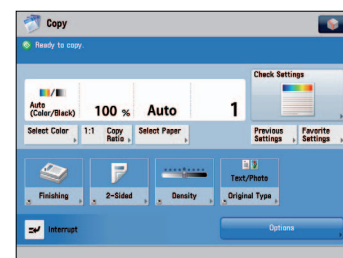 Copy
Ready to copy.
Check Settings
Auto
(Color/Black)
100 %
Auto
1
Select Color
1:1
Copy
Ratio
Select Paper
Previous
Settings
Favorite
Settings
Finishing
2-Sided
Density
Text/Photo
Original Type
Interrupt
Options